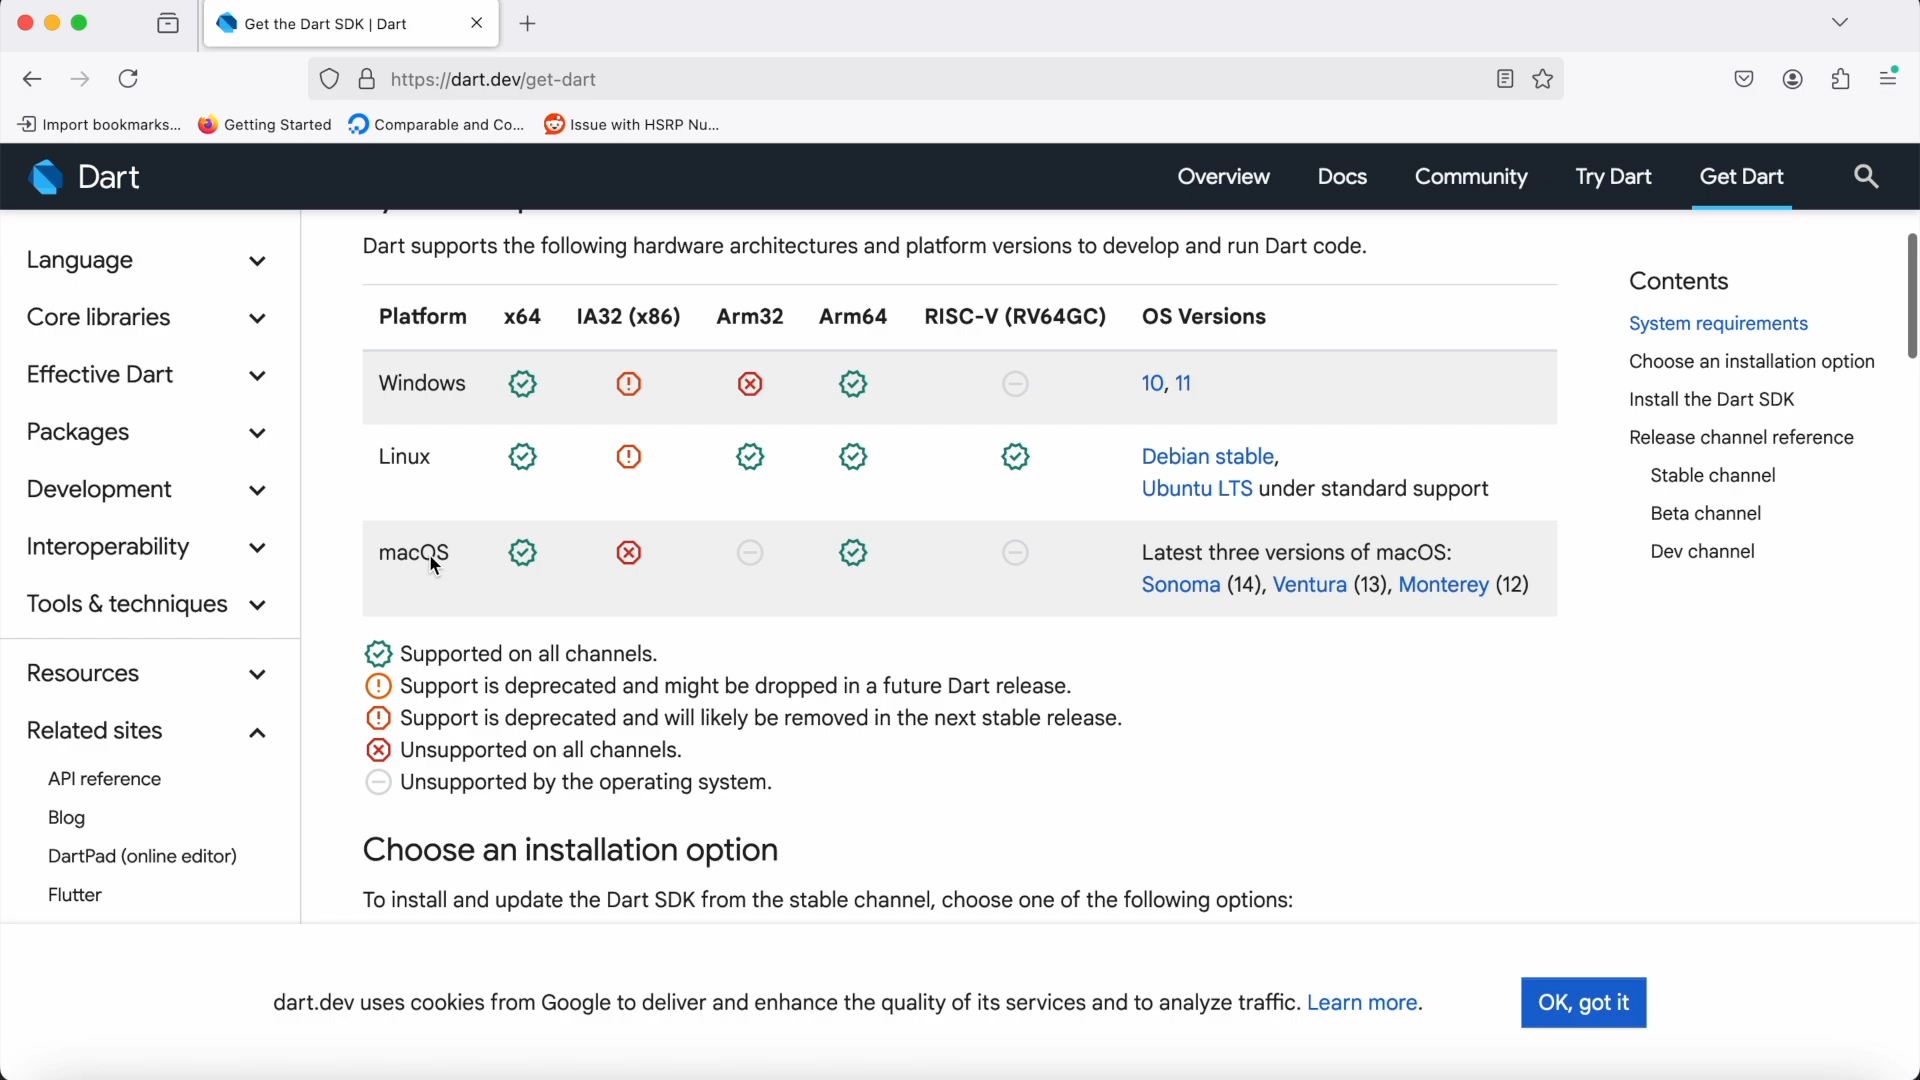 Get the Dart SDK | Dart
https://dart.dev/get-dart
Import bookmarks...
Getting Started
Comparable and Co...
Issue with HSRP Nu...
Dart
Overview
Docs
Community
Try Dart
Get Dart
Language
Core libraries
Effective Dart
Packages
Development
Interoperability
Tools & techniques
Resources
Related sites
API reference
Blog
DartPad (online editor)
Flutter
Dart supports the following hardware architectures and platform versions to develop and run Dart code.
Platform x64 IA32 (x86) Arm32 Arm64 RISC-V (RV64GC) OS Versions
Windows 10, 11
Linux Debian stable,
Ubuntu LTS under standard support
macOS Latest three versions of macOS:
Sonoma (14), Ventura (13), Monterey (12)
Supported on all channels.
Support is deprecated and might be dropped in a future Dart release.
Support is deprecated and will likely be removed in the next stable release.
Unsupported on all channels.
Unsupported by the operating system.
Choose an installation option
To install and update the Dart SDK from the stable channel, choose one of the following options:
Contents
System requirements
Choose an installation option
Install the Dart SDK
Release channel reference
Stable channel
Beta channel
Dev channel
dart.dev uses cookies from Google to deliver and enhance the quality of its services and to analyze traffic. Learn more.
OK, got it